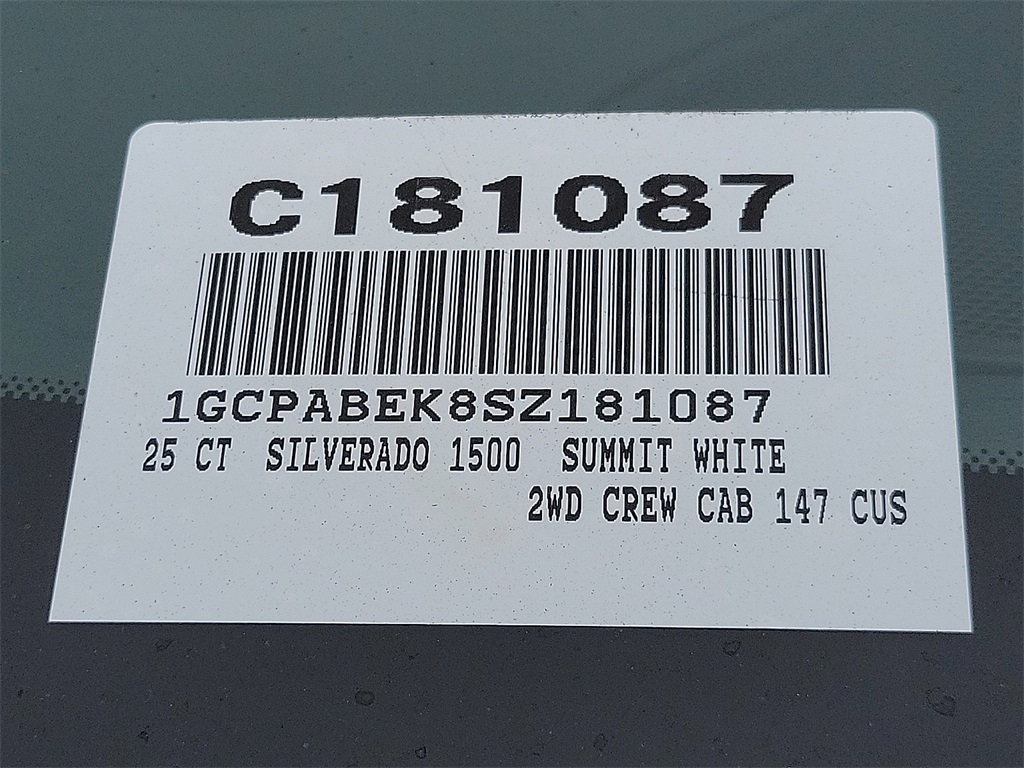 C181087
1GCPABEK8SZ181087
25 CT SILVERADO 1500 SUMMIT WHITE
2WD CREW CAB 147 CUS